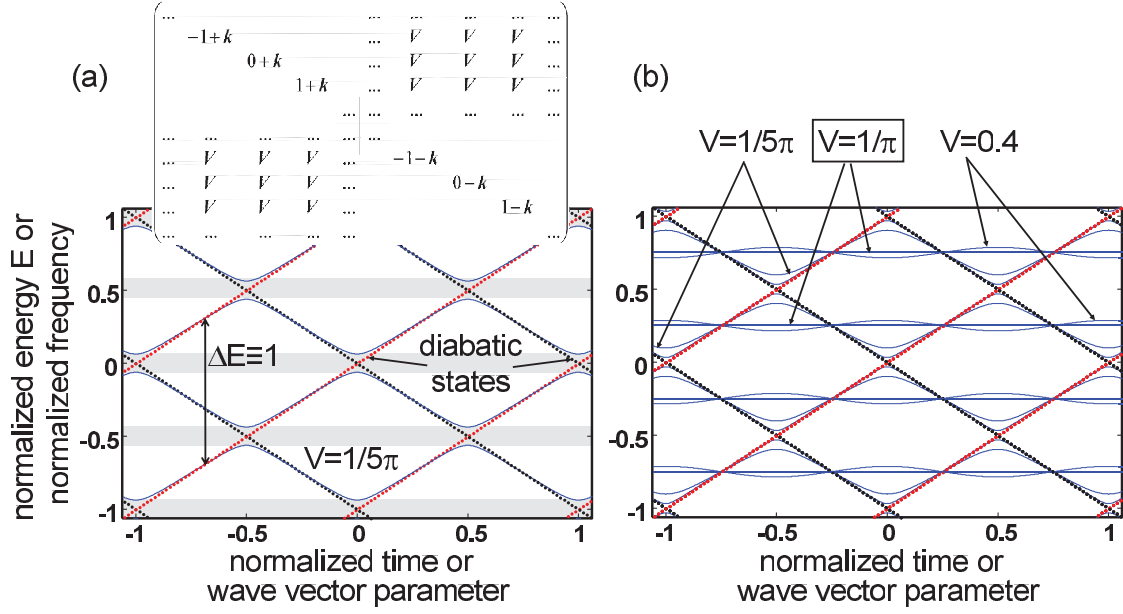 (a)
... ... ... ... ... ...
−1+k ... V V V ...
0+k ... V V V ...
1+k ... V V V ...
... ... ... ... ... ...
... ... ... ... ... ...
... V V V ... −1−k
... V V V ... 0−k
... V V V ... 1−k
... ... ... ... ... ...
normalized energy E or
normalized frequency
1
0.5
0
-0.5
-1
ΔE≡1
diabatic
states
V=1/5π
-1 -0.5 0 0.5 1
normalized time or
wave vector parameter
(b)
V=1/5π V=1/π V=0.4
1
0.5
0
-0.5
-1
-1 -0.5 0 0.5 1
normalized time or
wave vector parameter